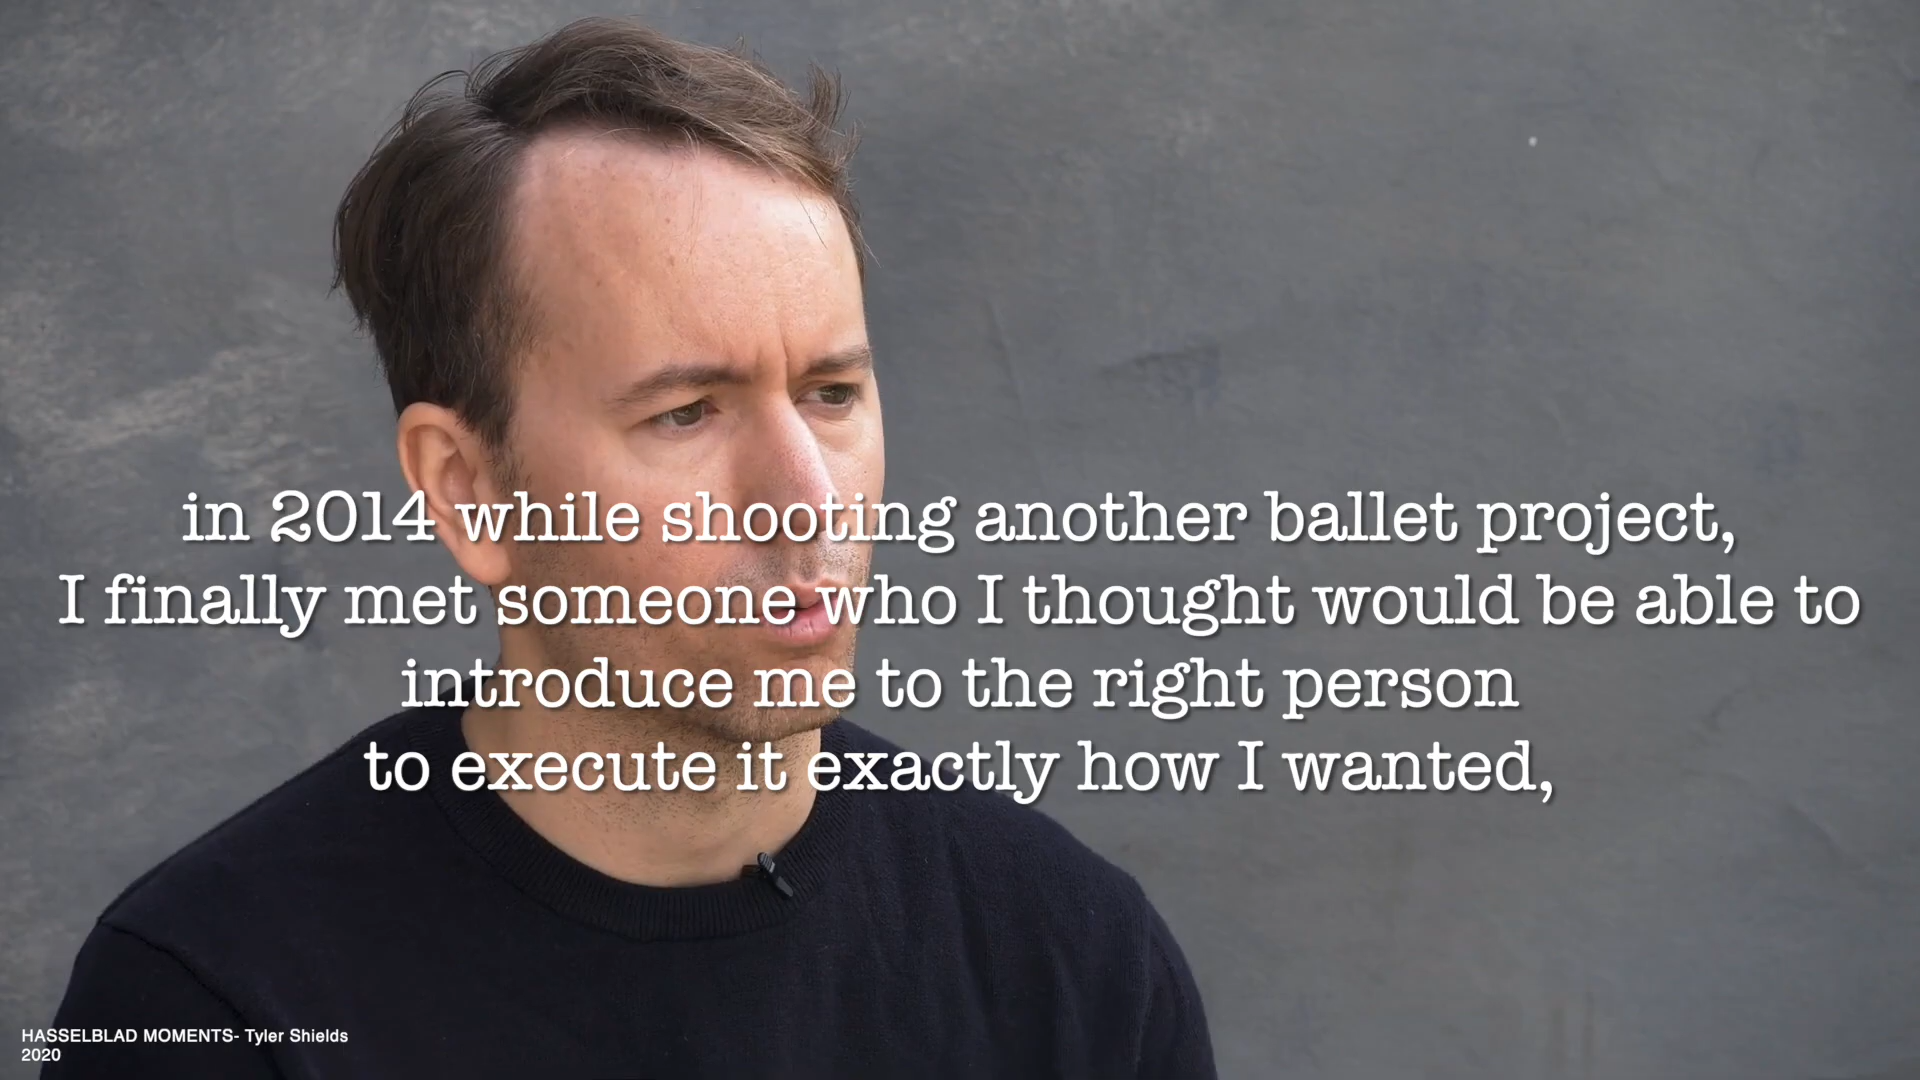 in 2014 while shooting another ballet project,
I finally met someone who I thought would be able to
introduce me to the right person
to execute it exactly how I wanted,
HASSELBLAD MOMENTS- Tyler Shields
2020